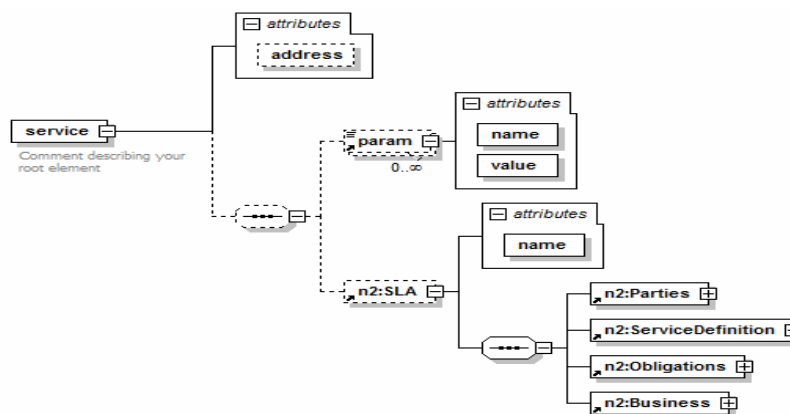 attributes
address
service
Comment describing your
root element
attributes
param
name
0..∞
value
attributes
name
n2:SLA
n2:Parties
n2:ServiceDefinition
n2:Obligations
n2:Business